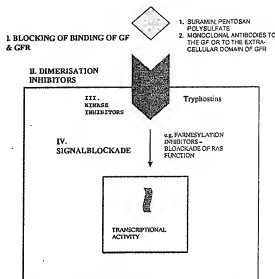 1. SURAMIN; PENTOSAN
POLYSULFATE
2. MONOCLONAL ANTIBODIES TO
THE GF OR TO THE EXTRA-
CELLULAR DOMAIN OF GFR
I. BLOCKING OF BINDING OF GF
& GFR
II. DIMERISATION
INHIBITORS
III.
KINASE
INHIBITORS
Tryphostins
IV.
SIGNALBLOCKADE
e.g. FARNESYLATION
INHIBITORS –
BLOACKADE OF RAS
FUNCTION
TRANSCRIPTIONAL
ACTIVITY